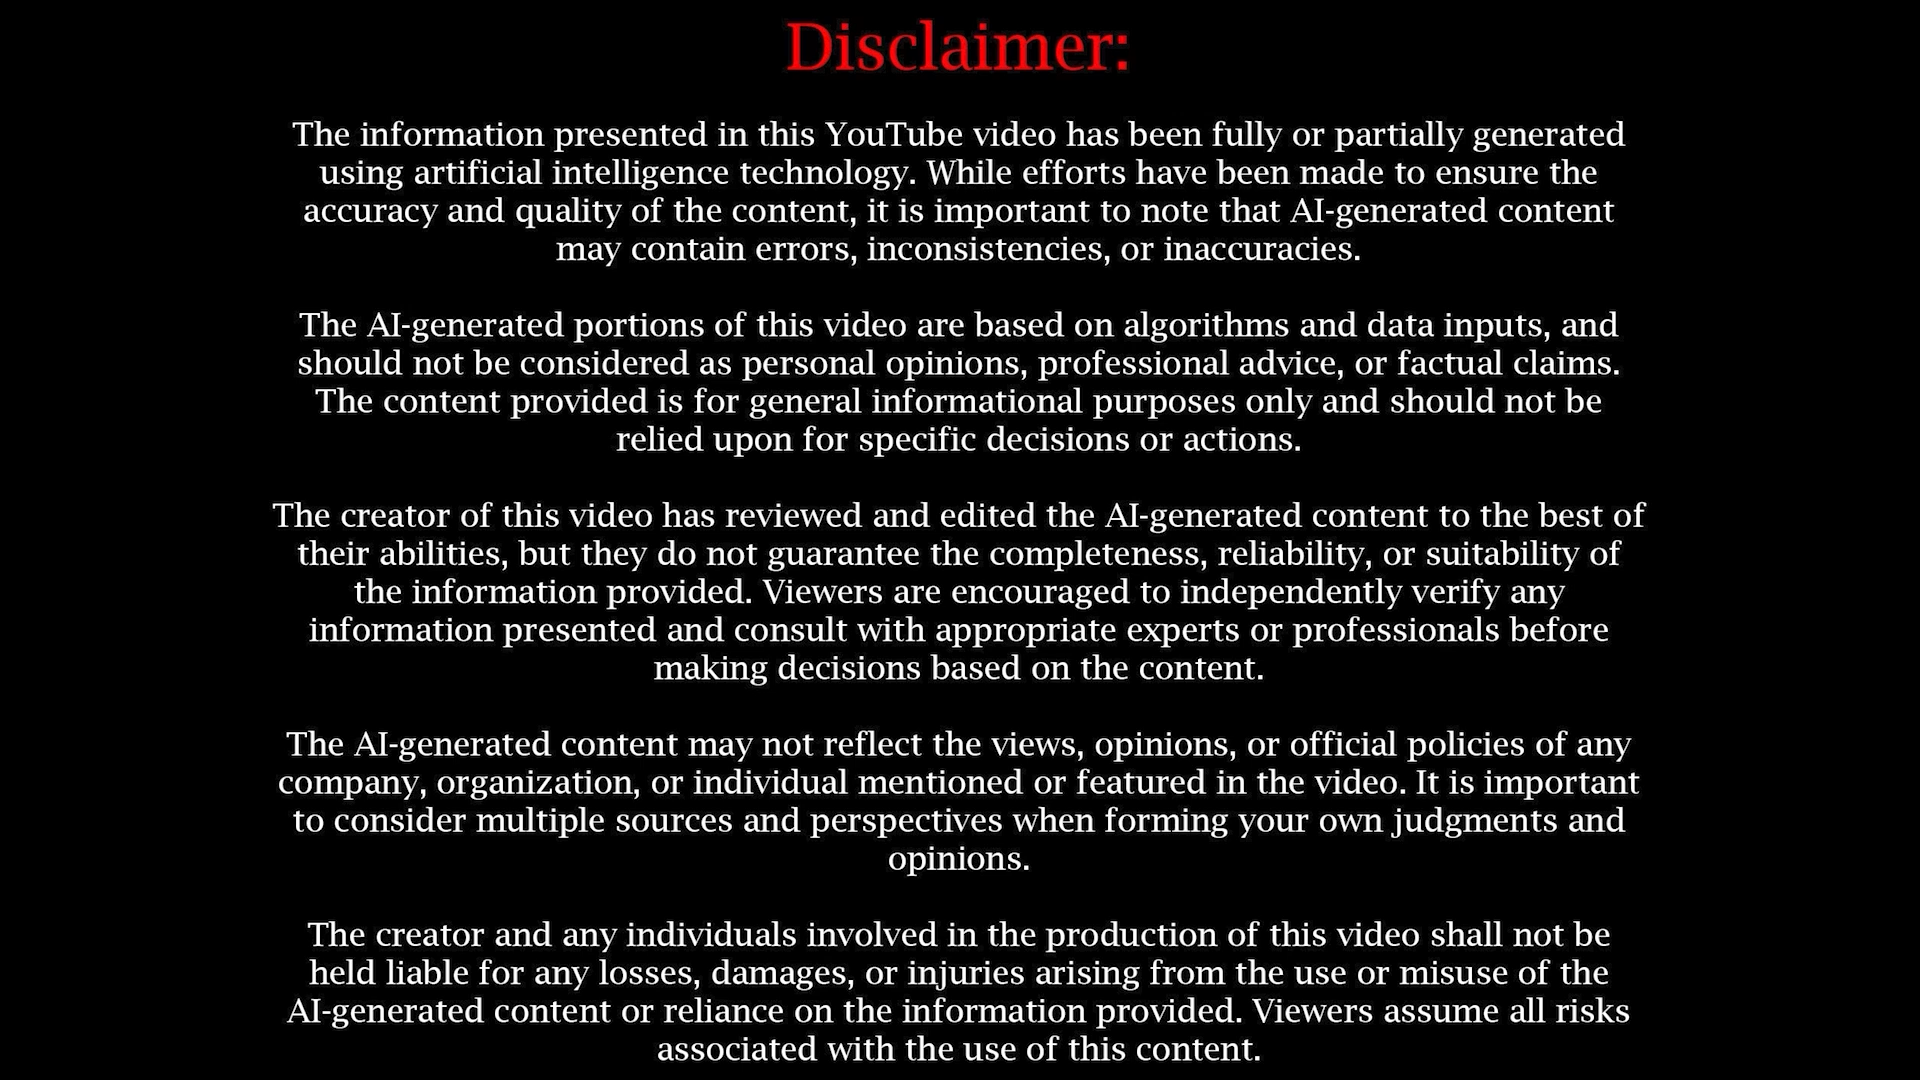 Disclaimer:
The information presented in this YouTube video has been fully or partially generated
using artificial intelligence technology. While efforts have been made to ensure the
accuracy and quality of the content, it is important to note that AI-generated content
may contain errors, inconsistencies, or inaccuracies.
The AI-generated portions of this video are based on algorithms and data inputs, and
should not be considered as personal opinions, professional advice, or factual claims.
The content provided is for general informational purposes only and should not be
relied upon for specific decisions or actions.
The creator of this video has reviewed and edited the AI-generated content to the best of
their abilities, but they do not guarantee the completeness, reliability, or suitability of
the information provided. Viewers are encouraged to independently verify any
information presented and consult with appropriate experts or professionals before
making decisions based on the content.
The AI-generated content may not reflect the views, opinions, or official policies of any
company, organization, or individual mentioned or featured in the video. It is important
to consider multiple sources and perspectives when forming your own judgments and
opinions.
The creator and any individuals involved in the production of this video shall not be
held liable for any losses, damages, or injuries arising from the use or misuse of the
AI-generated content or reliance on the information provided. Viewers assume all risks
associated with the use of this content.